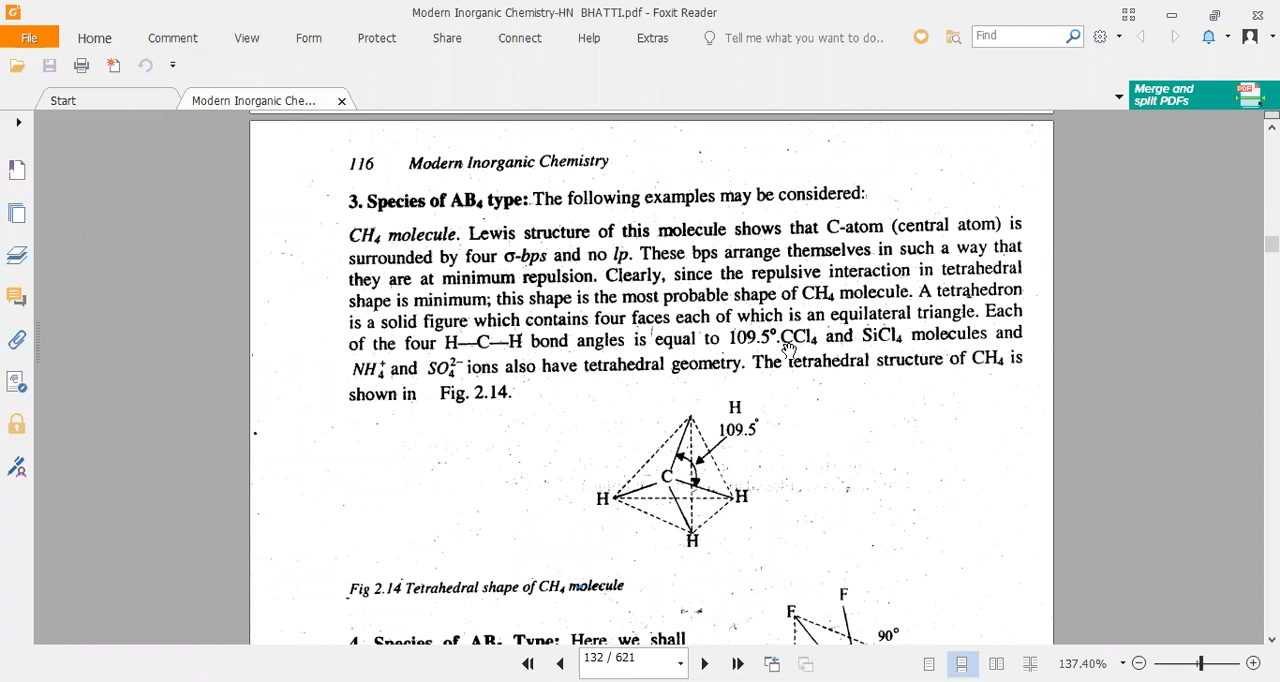 Modern Inorganic Chemistry-HN BHATTI.pdf - Foxit Reader
File Home Comment View Form Protect Share Connect Help Extras Tell me what you want to do.. Find
Start Modern Inorganic Che... Merge and split PDFs
116 Modern Inorganic Chemistry
3. Species of AB₄ type: The following examples may be considered:
CH₄ molecule. Lewis structure of this molecule shows that C-atom (central atom) is
surrounded by four σ-bps and no lp. These bps arrange themselves in such a way that
they are at minimum repulsion. Clearly, since the repulsive interaction in tetrahedral
shape is minimum; this shape is the most probable shape of CH₄ molecule. A tetrahedron
is a solid figure which contains four faces each of which is an equilateral triangle. Each
of the four H—C—H bond angles is equal to 109.5°.CCl₄ and SiCl₄ molecules and
NH₄⁺ and SO₄²⁻ ions also have tetrahedral geometry. The tetrahedral structure of CH₄ is
shown in Fig. 2.14.
H
109.5°
C
H H
H
Fig 2.14 Tetrahedral shape of CH₄ molecule
F
F
90°
4. Species of AB₅ Type: Here we shall
132 / 621 137.40%